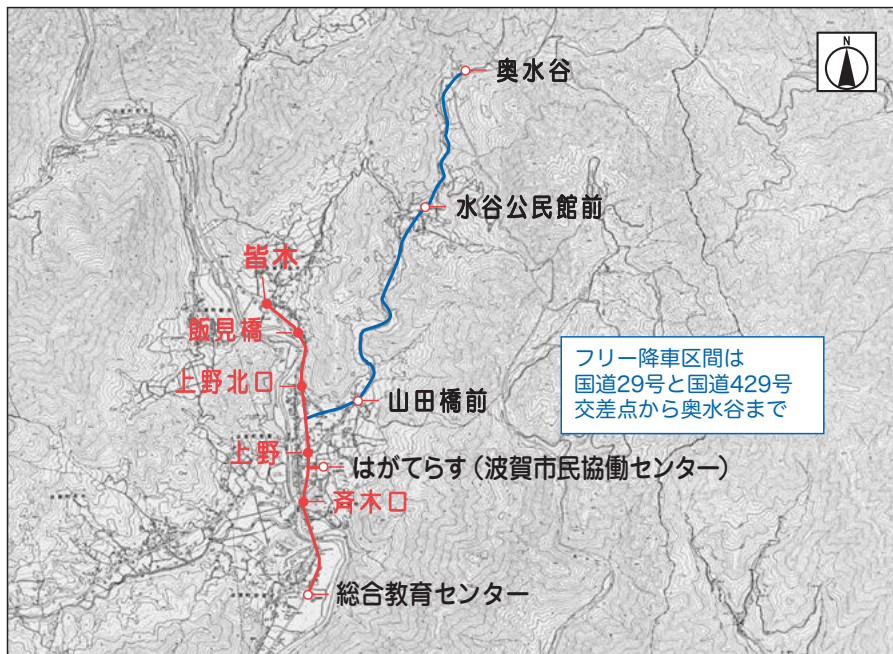 N
奥水谷
水谷公民館前
皆木
飯見橋
上野北口
フリー降車区間は
国道29号と国道429号
交差点から奥水谷まで
山田橋前
上野
はがてらす（波賀市民協働センター）
斉木口
総合教育センター